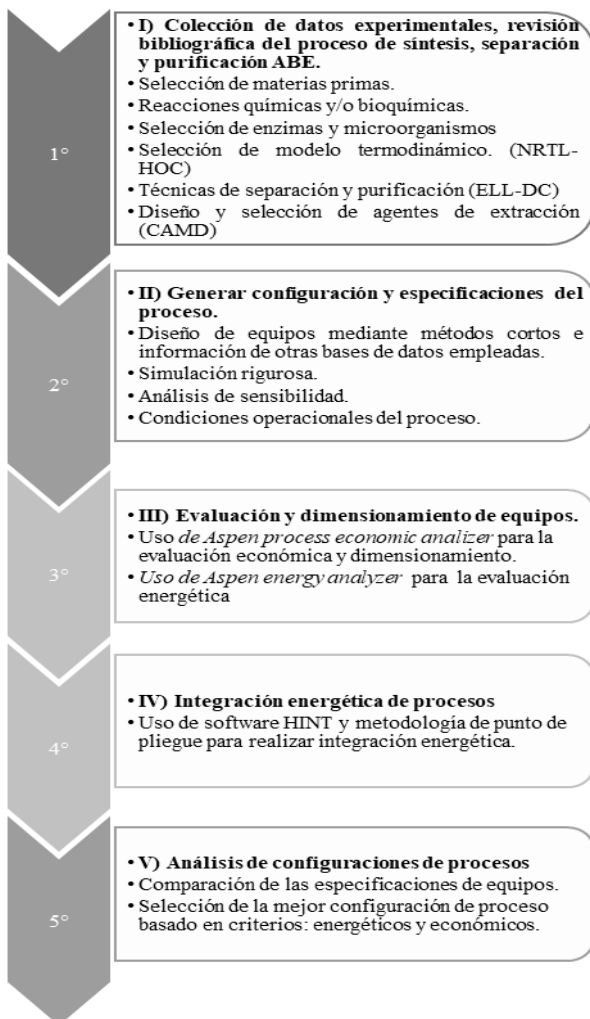 1°
• I) Colección de datos experimentales, revisión
bibliográfica del proceso de síntesis, separación
y purificación ABE.
• Selección de materias primas.
• Reacciones químicas y/o bioquímicas.
• Selección de enzimas y microorganismos
• Selección de modelo termodinámico. (NRTL-
HOC)
• Técnicas de separación y purificación (ELL-DC)
• Diseño y selección de agentes de extracción
(CAMD)
2°
• II) Generar configuración y especificaciones del
proceso.
• Diseño de equipos mediante métodos cortos e
información de otras bases de datos empleadas.
• Simulación rigurosa.
• Análisis de sensibilidad.
• Condiciones operacionales del proceso.
3°
• III) Evaluación y dimensionamiento de equipos.
• Uso de Aspen process economic analizer para la
evaluación económica y dimensionamiento.
• Uso de Aspen energy analyzer para la evaluación
energética
4°
• IV) Integración energética de procesos
• Uso de software HINT y metodología de punto de
pliegue para realizar integración energética.
5°
• V) Análisis de configuraciones de procesos
• Comparación de las especificaciones de equipos.
• Selección de la mejor configuración de proceso
basado en criterios: energéticos y económicos.